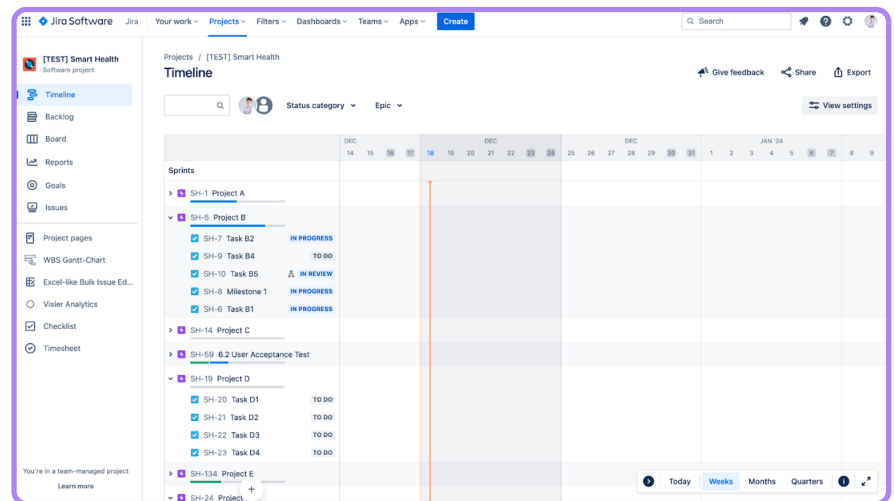 Jira Software Jira Your work Projects Filters Dashboards Teams Apps Create Search
[TEST] Smart Health
Software project
Timeline
Backlog
Board
Reports
Goals
Issues
Project pages
WBS Gantt-Chart
Excel-like Bulk Issue Ed...
Visier Analytics
Checklist
Timesheet
You're in a team-managed project
Learn more
Projects / [TEST] Smart Health
Timeline
Give feedback Share Export
Status category Epic View settings
DEC DEC DEC JAN '24
14 15 16 17 18 19 20 21 22 23 24 25 26 27 28 29 30 31 1 2 3 4 5 6 7 8 9
Sprints
SH-1 Project A
SH-5 Project B
SH-7 Task B2 IN PROGRESS
SH-9 Task B4 TO DO
SH-10 Task B5 IN REVIEW
SH-8 Milestone 1 IN PROGRESS
SH-6 Task B1 IN PROGRESS
SH-14 Project C
SH-59 6.2 User Acceptance Test
SH-19 Project D
SH-20 Task D1 TO DO
SH-21 Task D2 TO DO
SH-22 Task D3 TO DO
SH-23 Task D4 TO DO
SH-134 Project E
SH-24 Project
Today Weeks Months Quarters